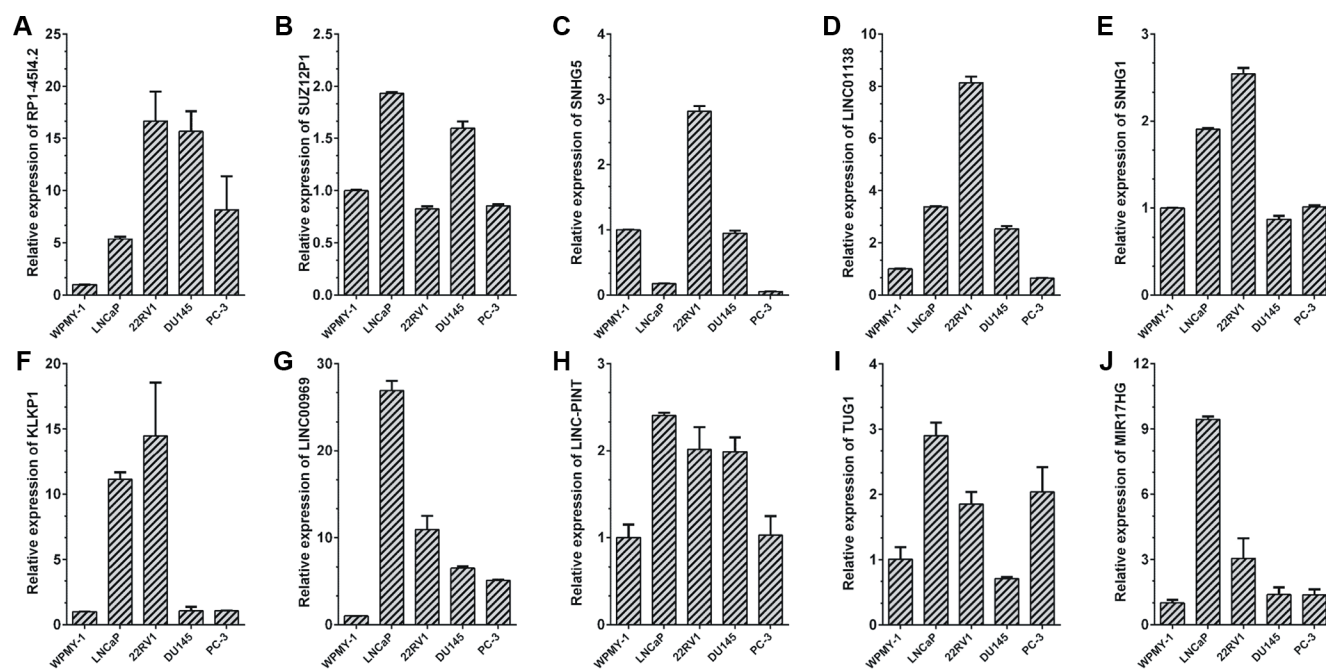 A
Relative expression of RP1-45I4.2
25
20
15
10
5
0
WPMY-1
LNCaP
22RV1
DU145
PC-3
B
Relative expression of SUZ12P1
2.5
2.0
1.5
1.0
0.5
0.0
WPMY-1
LNCaP
22RV1
DU145
PC-3
C
Relative expression of SNHG5
4
3
2
1
0
WPMY-1
LNCaP
22RV1
DU145
PC-3
D
Relative expression of LINC01138
10
8
6
4
2
0
WPMY-1
LNCaP
22RV1
DU145
PC-3
E
Relative expression of SNHG1
3
2
1
0
WPMY-1
LNCaP
22RV1
DU145
PC-3
F
Relative expression of KLKP1
20
15
10
5
0
WPMY-1
LNCaP
22RV1
DU145
PC-3
G
Relative expression of LINC00969
30
20
10
0
WPMY-1
LNCaP
22RV1
DU145
PC-3
H
Relative expression of LINC-PINT
3
2
1
0
WPMY-1
LNCaP
22RV1
DU145
PC-3
I
Relative expression of TUG1
4
3
2
1
0
WPMY-1
LNCaP
22RV1
DU145
PC-3
J
Relative expression of MIR17HG
12
9
6
3
0
WPMY-1
LNCaP
22RV1
DU145
PC-3